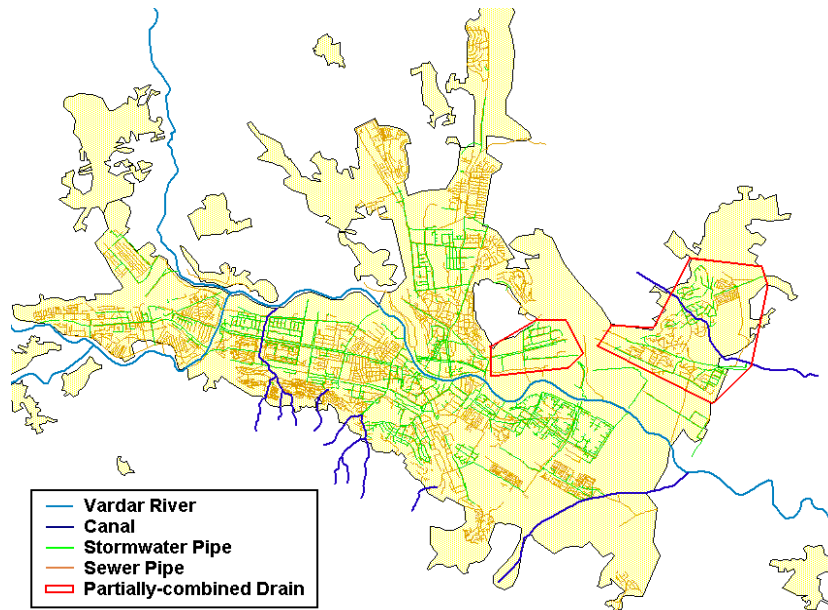 Vardar River
Canal
Stormwater Pipe
Sewer Pipe
Partially-combined Drain